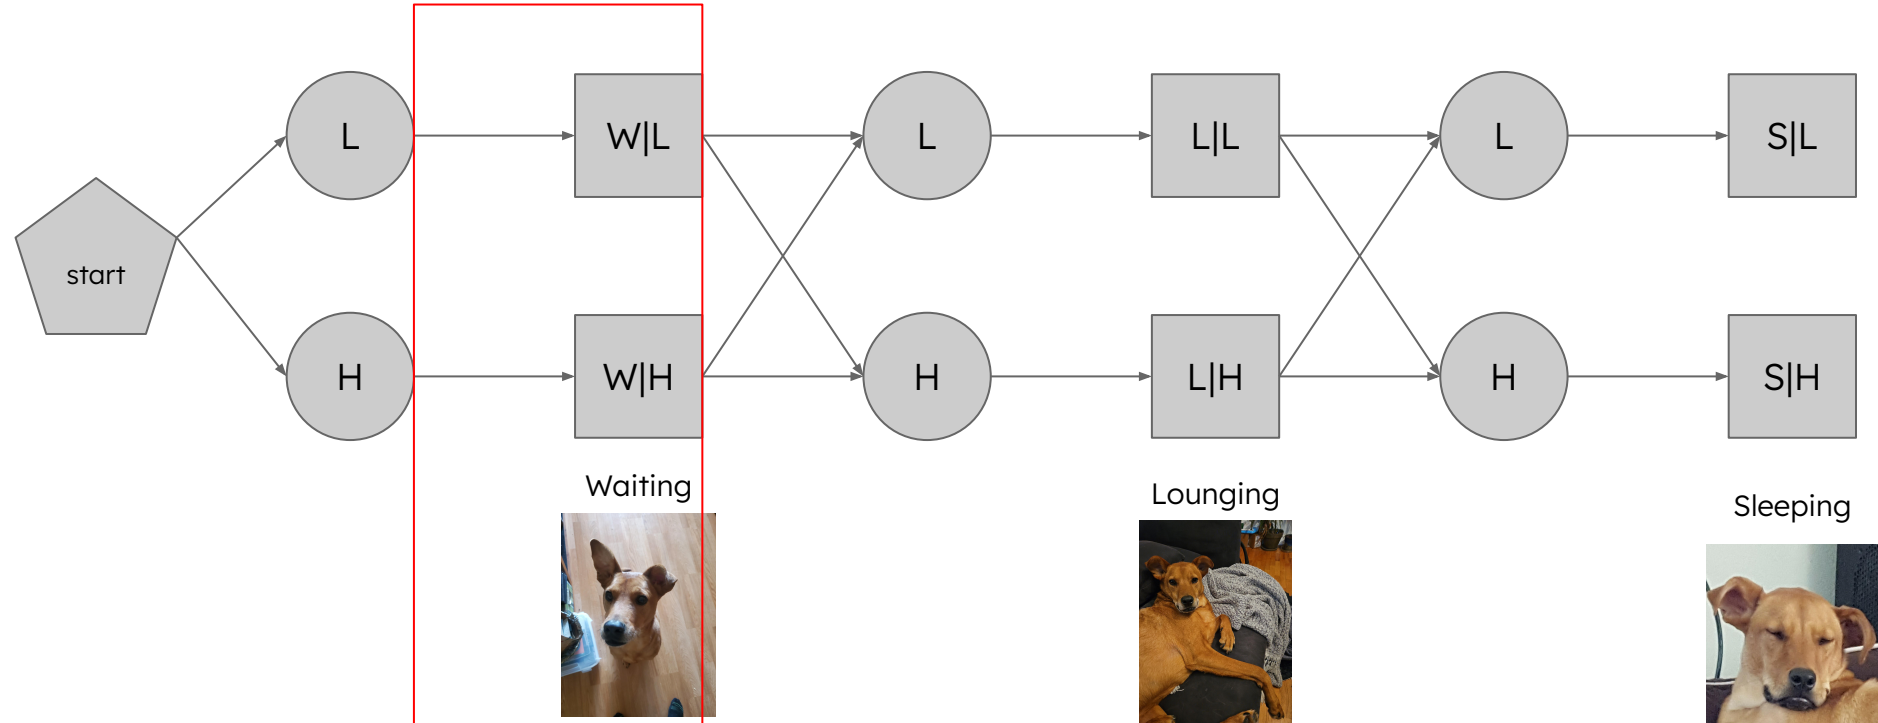 start
L
W|L
L
L|L
L
S|L
H
W|H
H
L|H
H
S|H
Waiting
Lounging
Sleeping